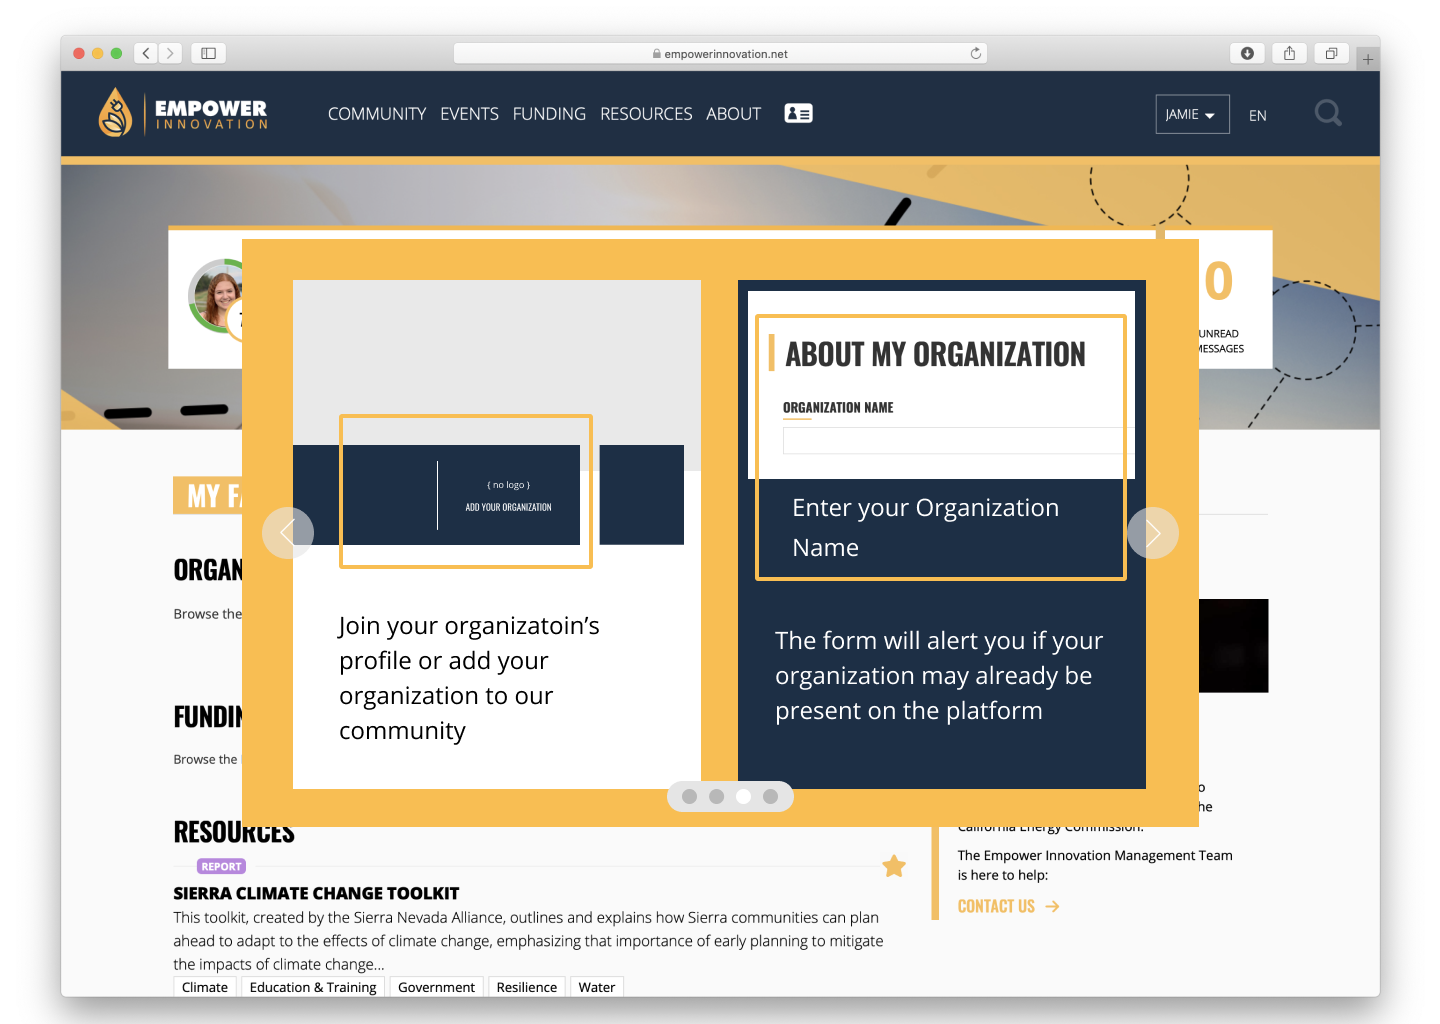 empowerinnovation.net
EMPOWER
INNOVATION
COMMUNITY EVENTS FUNDING RESOURCES ABOUT
JAMIE
EN
0
UNREAD
MESSAGES
ABOUT MY ORGANIZATION
ORGANIZATION NAME
{ no logo }
ADD YOUR ORGANIZATION
Enter your Organization
Name
Join your organizatoin’s
profile or add your
organization to our
community
The form will alert you if your
organization may already be
present on the platform
MY FA
ORGAN
Browse the
FUNDIN
Browse the
RESOURCES
REPORT
SIERRA CLIMATE CHANGE TOOLKIT
This toolkit, created by the Sierra Nevada Alliance, outlines and explains how Sierra communities can plan
ahead to adapt to the effects of climate change, emphasizing that importance of early planning to mitigate
the impacts of climate change...
Climate Education & Training Government Resilience Water
California Energy Commission.
The Empower Innovation Management Team
is here to help:
CONTACT US